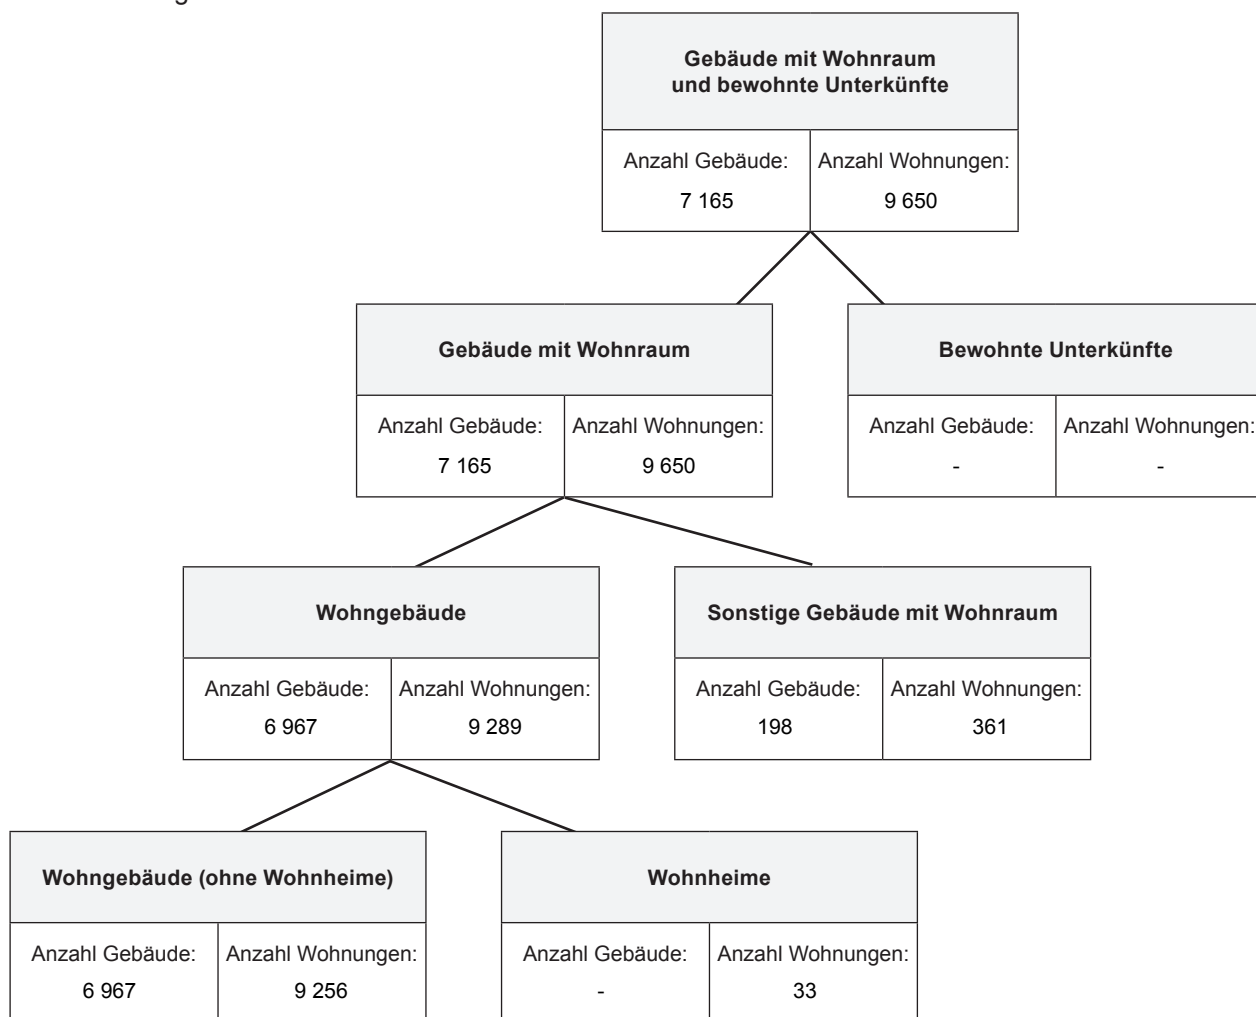 Gebäude mit Wohnraum
und bewohnte Unterkünfte
Anzahl Gebäude:
7 165
Anzahl Wohnungen:
9 650
Gebäude mit Wohnraum
Anzahl Gebäude:
7 165
Anzahl Wohnungen:
9 650
Bewohnte Unterkünfte
Anzahl Gebäude:
-
Anzahl Wohnungen:
-
Wohngebäude
Anzahl Gebäude:
6 967
Anzahl Wohnungen:
9 289
Sonstige Gebäude mit Wohnraum
Anzahl Gebäude:
198
Anzahl Wohnungen:
361
Wohngebäude (ohne Wohnheime)
Anzahl Gebäude:
6 967
Anzahl Wohnungen:
9 256
Wohnheime
Anzahl Gebäude:
-
Anzahl Wohnungen:
33